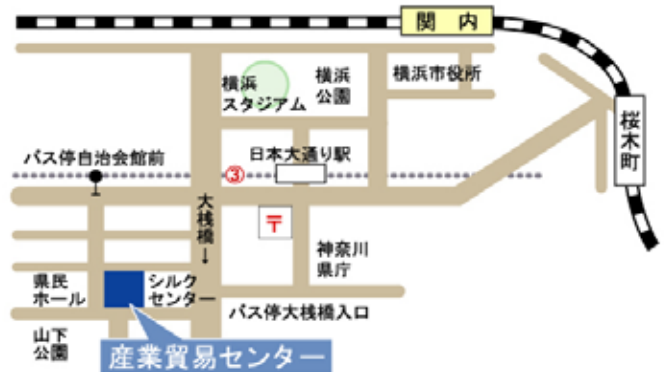 関 内
横浜
スタジアム
横浜
公園
横浜市役所
桜木町
バス停自治会館前
日本大通り駅
③
大桟橋↓
〒
神奈川
県庁
県民
ホール
シルク
センター
バス停大桟橋入口
山下
公園
産業貿易センター